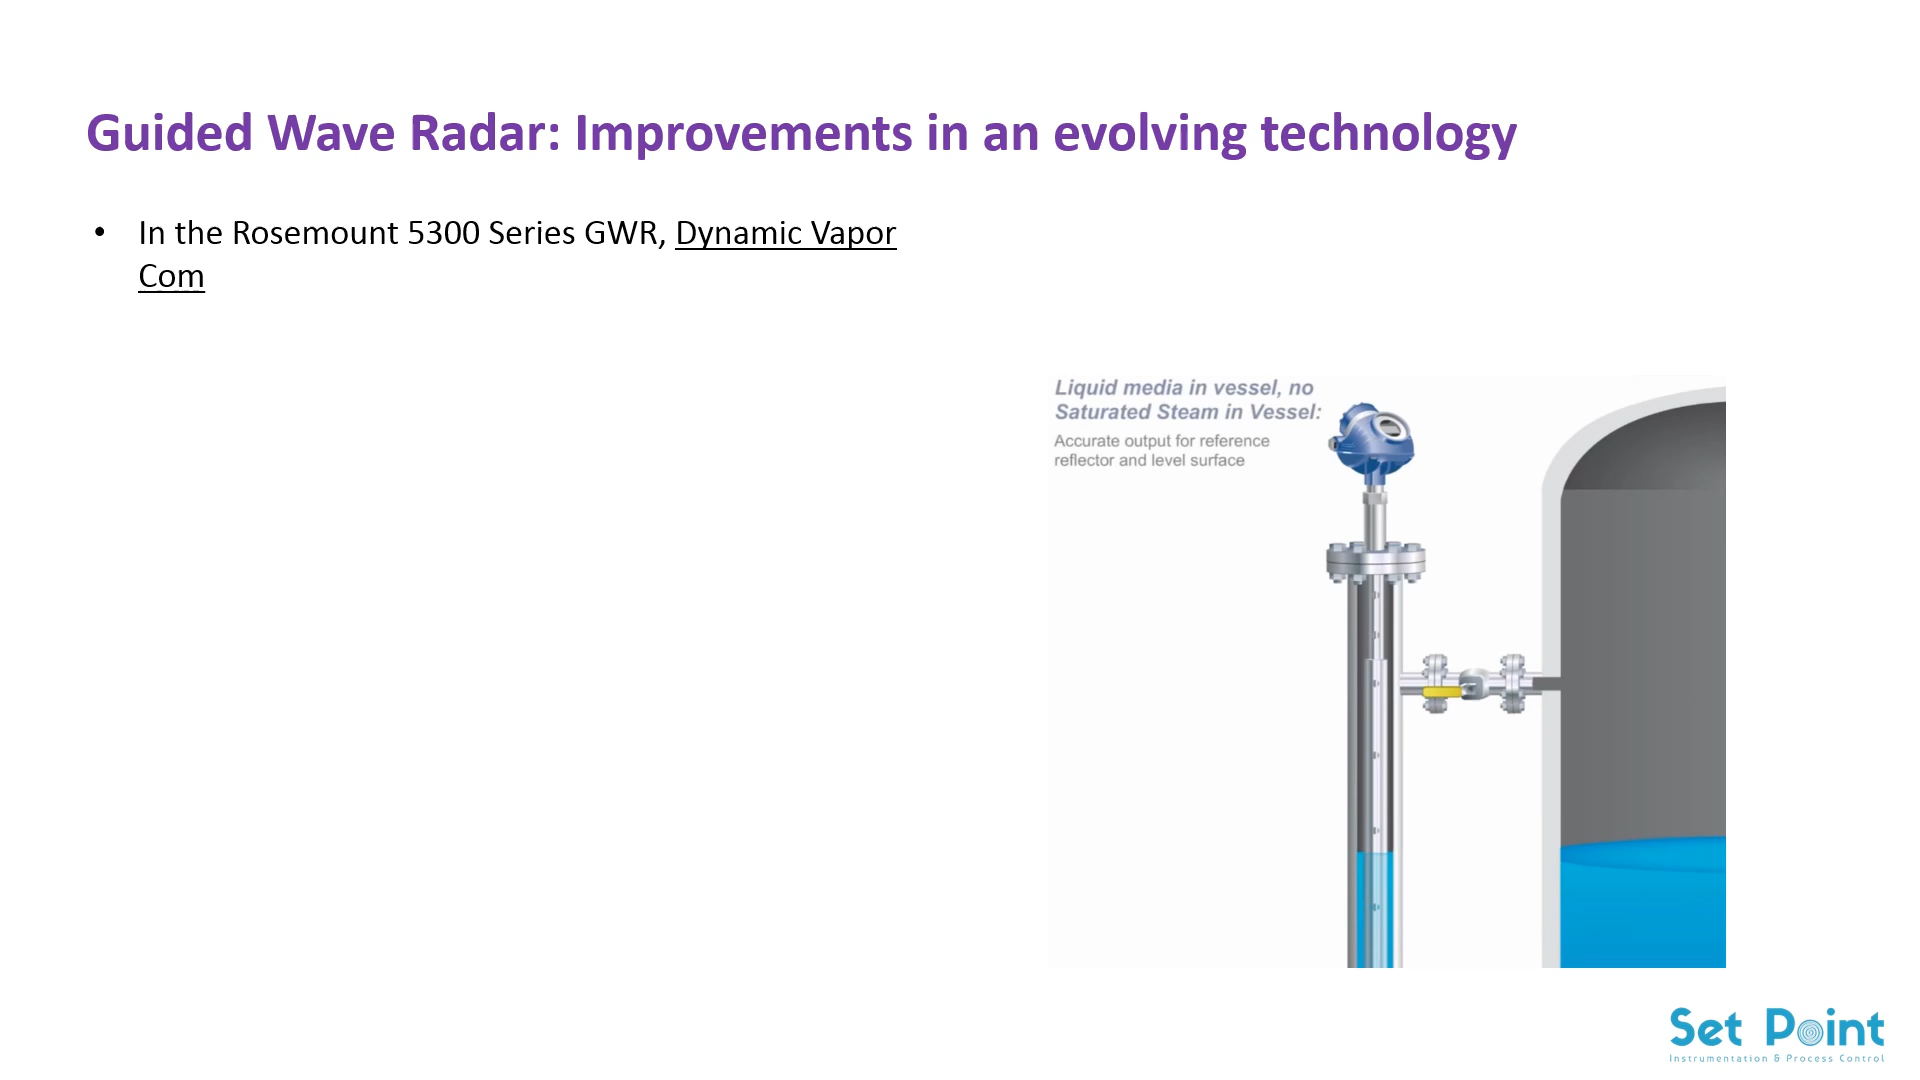 Guided Wave Radar: Improvements in an evolving technology
• In the Rosemount 5300 Series GWR, Dynamic Vapor
Com
Liquid media in vessel, no
Saturated Steam in Vessel:
Accurate output for reference
reflector and level surface
Set Point
Instrumentation & Process Control